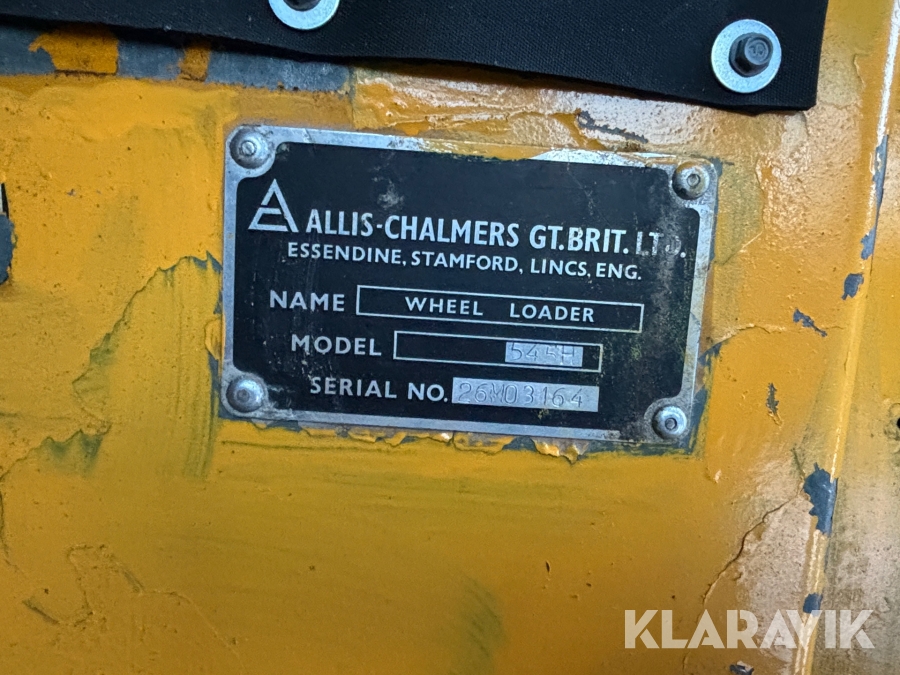 ALLIS-CHALMERS GT.BRIT. LTD.
ESSENDINE, STAMFORD, LINCS, ENG.
NAME WHEEL LOADER
MODEL 545H
SERIAL NO. 26M03164
KLARAVIK